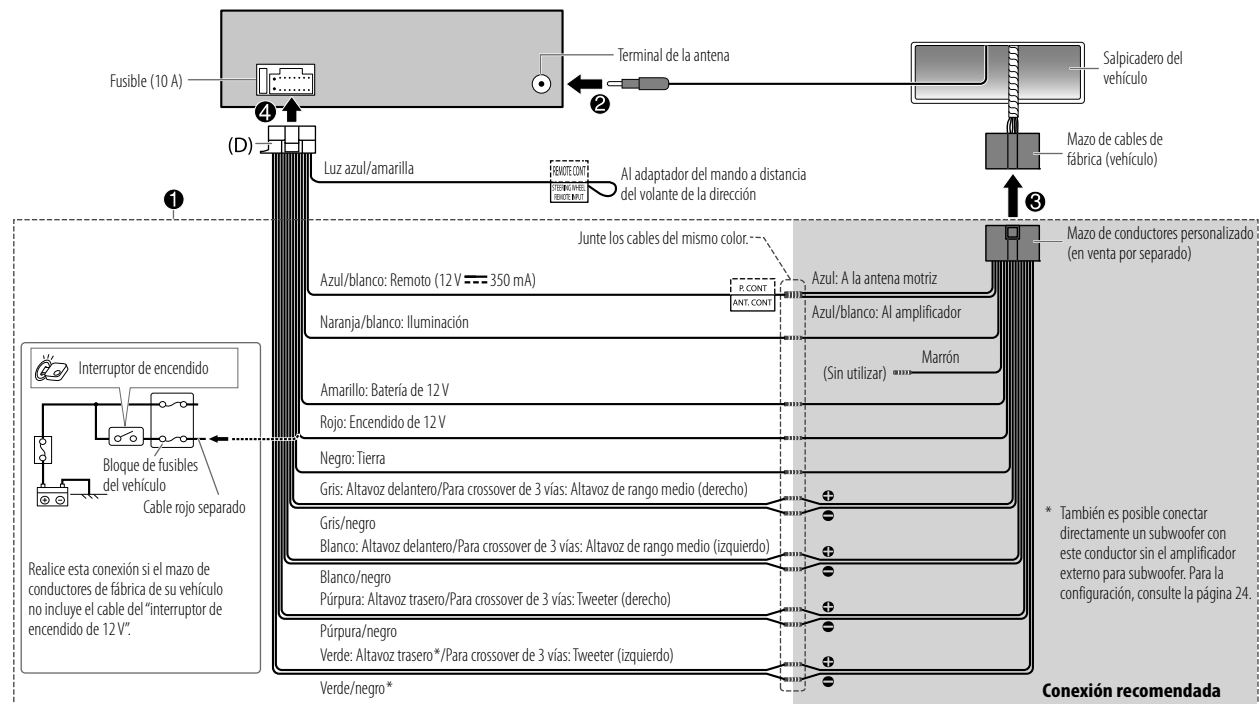 Terminal de la antena
Fusible (10 A)
Salpicadero del
vehículo
4
2
(D)
Mazo de cables de
fábrica (vehículo)
Luz azul/amarilla
REMOTE CONT
STEERING WHEEL
REMOTE INPUT
Al adaptador del mando a distancia
del volante de la dirección
1
3
Junte los cables del mismo color.
Mazo de conductores personalizado
(en venta por separado)
Azul/blanco: Remoto (12 V 350 mA)
P. CONT
ANT. CONT
Azul: A la antena motriz
Azul/blanco: Al amplificador
Naranja/blanco: Iluminación
Interruptor de encendido
Marrón
(Sin utilizar)
Amarillo: Batería de 12 V
Rojo: Encendido de 12 V
Bloque de fusibles
del vehículo
Cable rojo separado
Negro: Tierra
Gris: Altavoz delantero/Para crossover de 3 vías: Altavoz de rango medio (derecho)
Gris/negro
Blanco: Altavoz delantero/Para crossover de 3 vías: Altavoz de rango medio (izquierdo)
Blanco/negro
Púrpura: Altavoz trasero/Para crossover de 3 vías: Tweeter (derecho)
Púrpura/negro
Verde: Altavoz trasero*/Para crossover de 3 vías: Tweeter (izquierdo)
Verde/negro*
Realice esta conexión si el mazo de
conductores de fábrica de su vehículo
no incluye el cable del “interruptor de
encendido de 12 V”.
* También es posible conectar
directamente un subwoofer con
este conductor sin el amplificador
externo para subwoofer. Para la
configuración, consulte la página 24.
Conexión recomendada